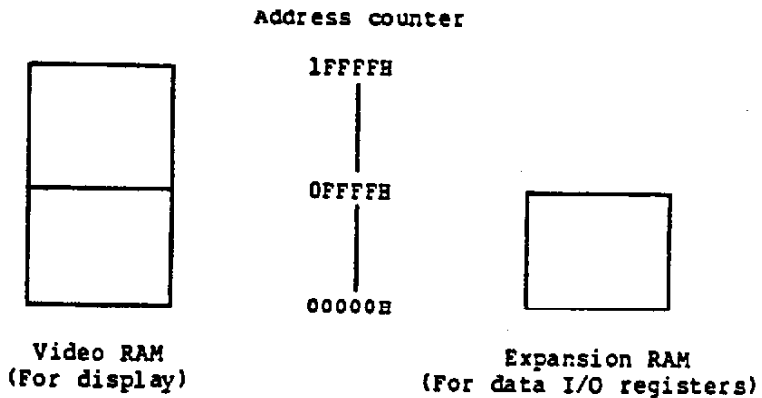 Address counter
1FFFFH
0FFFFH
00000H
Video RAM
(For display)
Expansion RAM
(For data I/O registers)